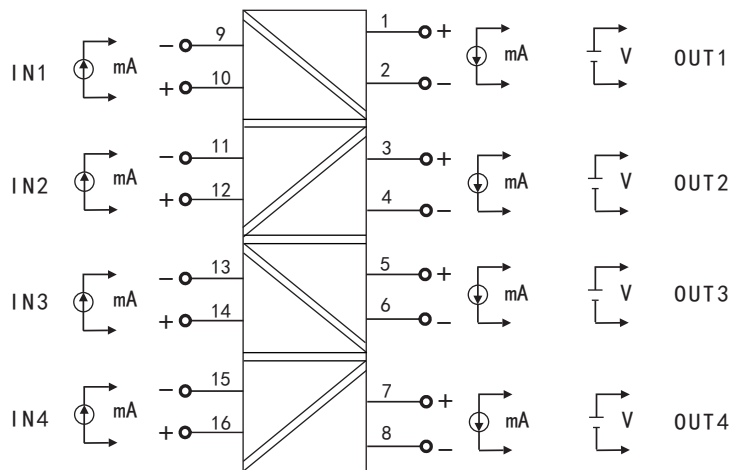 IN1 mA − 9 1 + mA V OUT1
+ 10 2 −
IN2 mA − 11 3 + mA V OUT2
+ 12 4 −
IN3 mA − 13 5 + mA V OUT3
+ 14 6 −
IN4 mA − 15 7 + mA V OUT4
+ 16 8 −